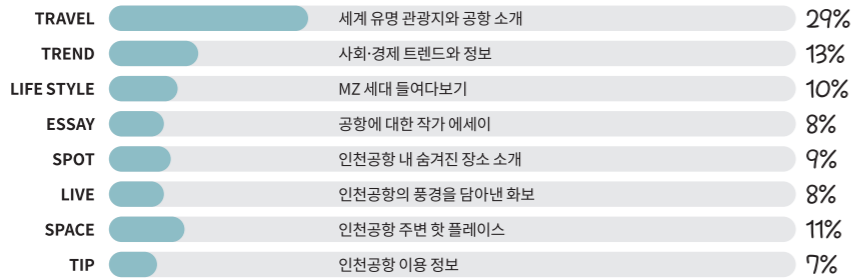 TRAVEL 세계 유명 관광지와 공항 소개 29%
TREND 사회·경제 트렌드와 정보 13%
LIFE STYLE MZ 세대 들여다보기 10%
ESSAY 공항에 대한 작가 에세이 8%
SPOT 인천공항 내 숨겨진 장소 소개 9%
LIVE 인천공항의 풍경을 담아낸 화보 8%
SPACE 인천공항 주변 핫 플레이스 11%
TIP 인천공항 이용 정보 7%